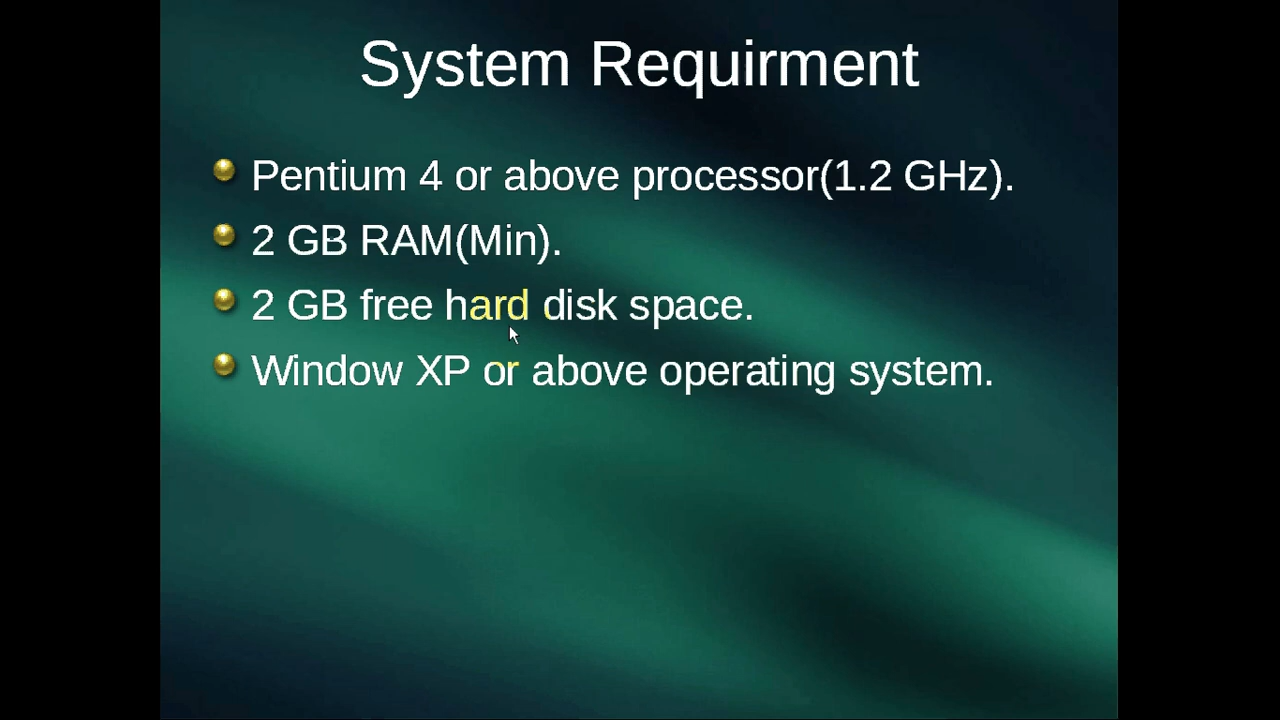 System Requirment
Pentium 4 or above processor(1.2 GHz).
2 GB RAM(Min).
2 GB free hard disk space.
Window XP or above operating system.